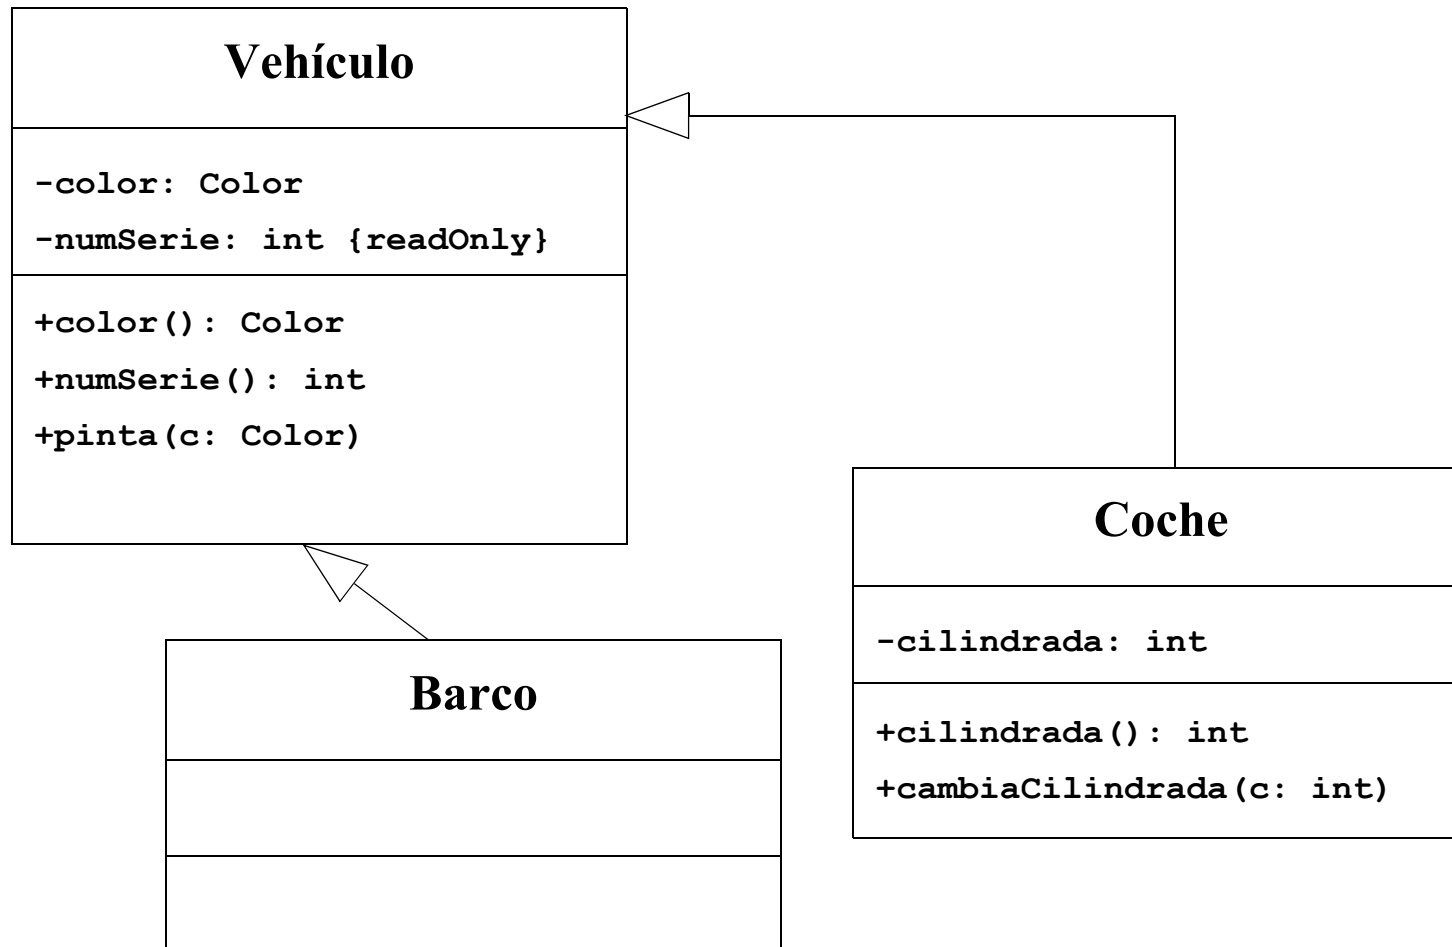 Vehículo
-color: Color
-numSerie: int {readOnly}
+color(): Color
+numSerie(): int
+pinta(c: Color)
Coche
-cilindrada: int
+cilindrada(): int
+cambiaCilindrada(c: int)
Barco